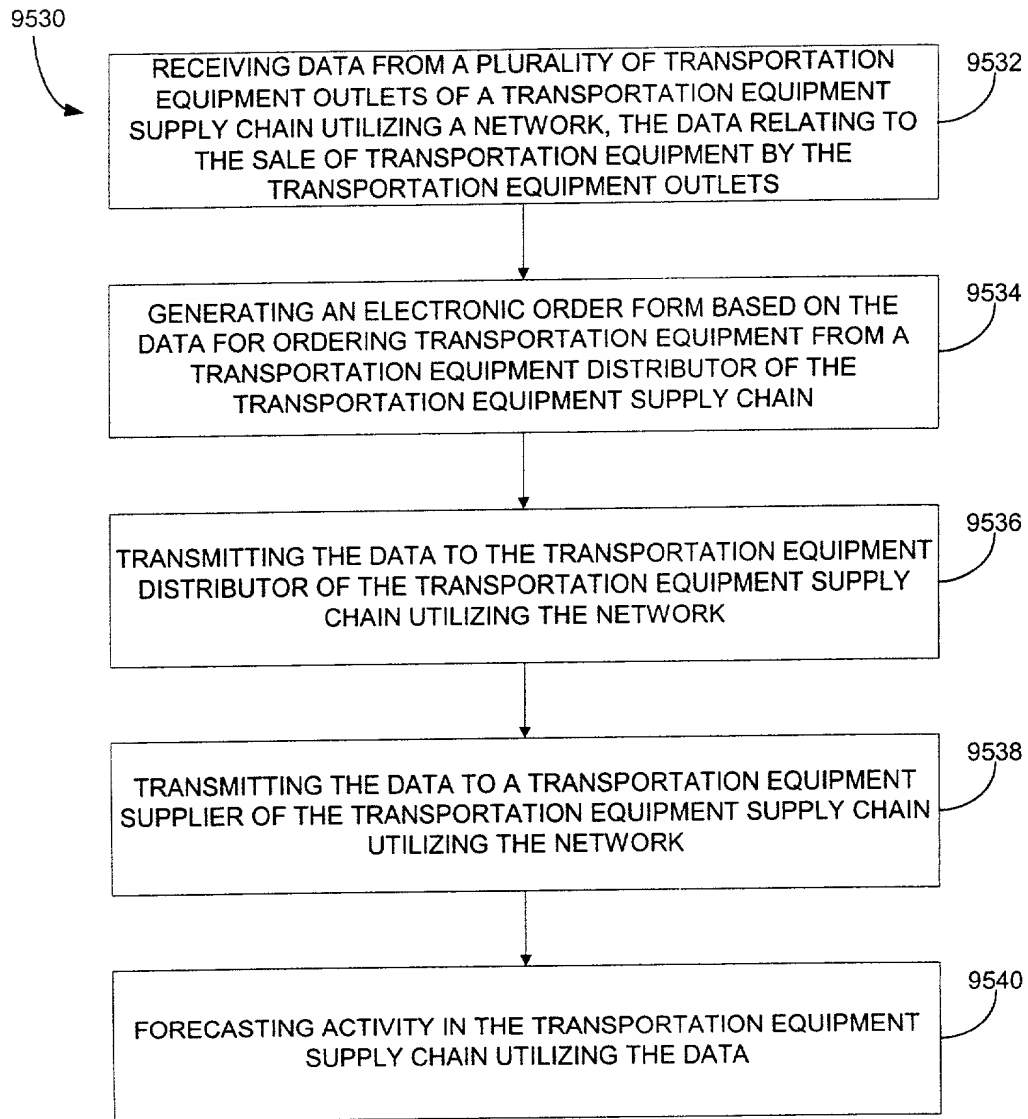 9530
RECEIVING DATA FROM A PLURALITY OF TRANSPORTATION
EQUIPMENT OUTLETS OF A TRANSPORTATION EQUIPMENT
SUPPLY CHAIN UTILIZING A NETWORK, THE DATA RELATING TO
THE SALE OF TRANSPORTATION EQUIPMENT BY THE
TRANSPORTATION EQUIPMENT OUTLETS
9532
GENERATING AN ELECTRONIC ORDER FORM BASED ON THE
DATA FOR ORDERING TRANSPORTATION EQUIPMENT FROM A
TRANSPORTATION EQUIPMENT DISTRIBUTOR OF THE
TRANSPORTATION EQUIPMENT SUPPLY CHAIN
9534
TRANSMITTING THE DATA TO THE TRANSPORTATION EQUIPMENT
DISTRIBUTOR OF THE TRANSPORTATION EQUIPMENT SUPPLY
CHAIN UTILIZING THE NETWORK
9536
TRANSMITTING THE DATA TO A TRANSPORTATION EQUIPMENT
SUPPLIER OF THE TRANSPORTATION EQUIPMENT SUPPLY CHAIN
UTILIZING THE NETWORK
9538
FORECASTING ACTIVITY IN THE TRANSPORTATION EQUIPMENT
SUPPLY CHAIN UTILIZING THE DATA
9540